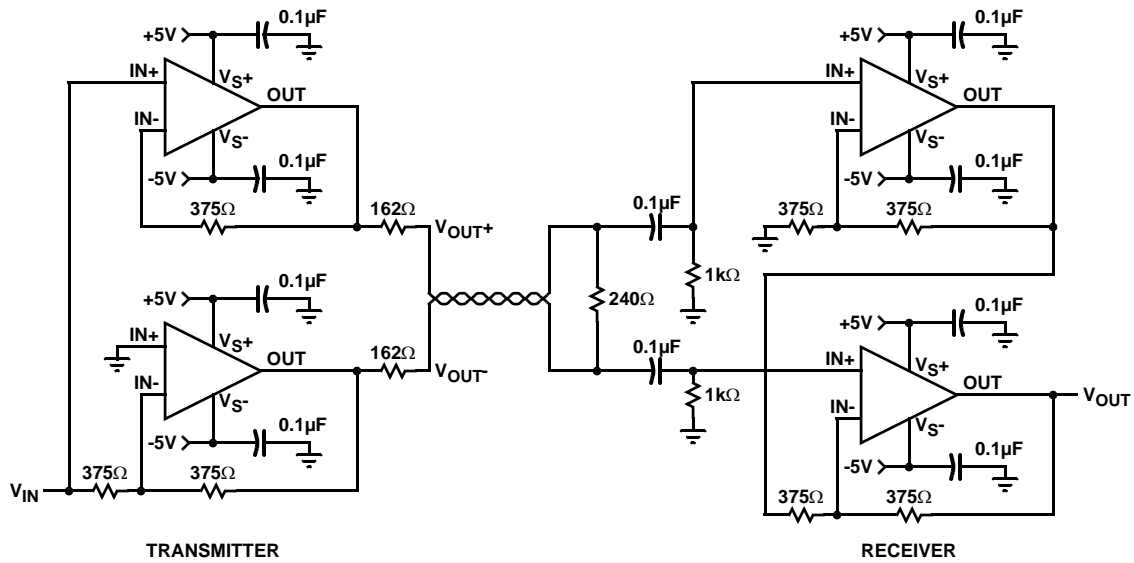 0.1µF
+5V
IN+
VS+
OUT
IN-
VS-
-5V
0.1µF
375Ω
162Ω
VOUT+
0.1µF
+5V
IN+
VS+
OUT
IN-
VS-
-5V
0.1µF
162Ω
VOUT-
375Ω
375Ω
VIN
TRANSMITTER
240Ω
0.1µF
1kΩ
0.1µF
1kΩ
0.1µF
+5V
IN+
VS+
OUT
IN-
VS-
-5V
0.1µF
375Ω
375Ω
0.1µF
+5V
IN+
VS+
OUT
IN-
VS-
-5V
0.1µF
VOUT
375Ω
375Ω
RECEIVER